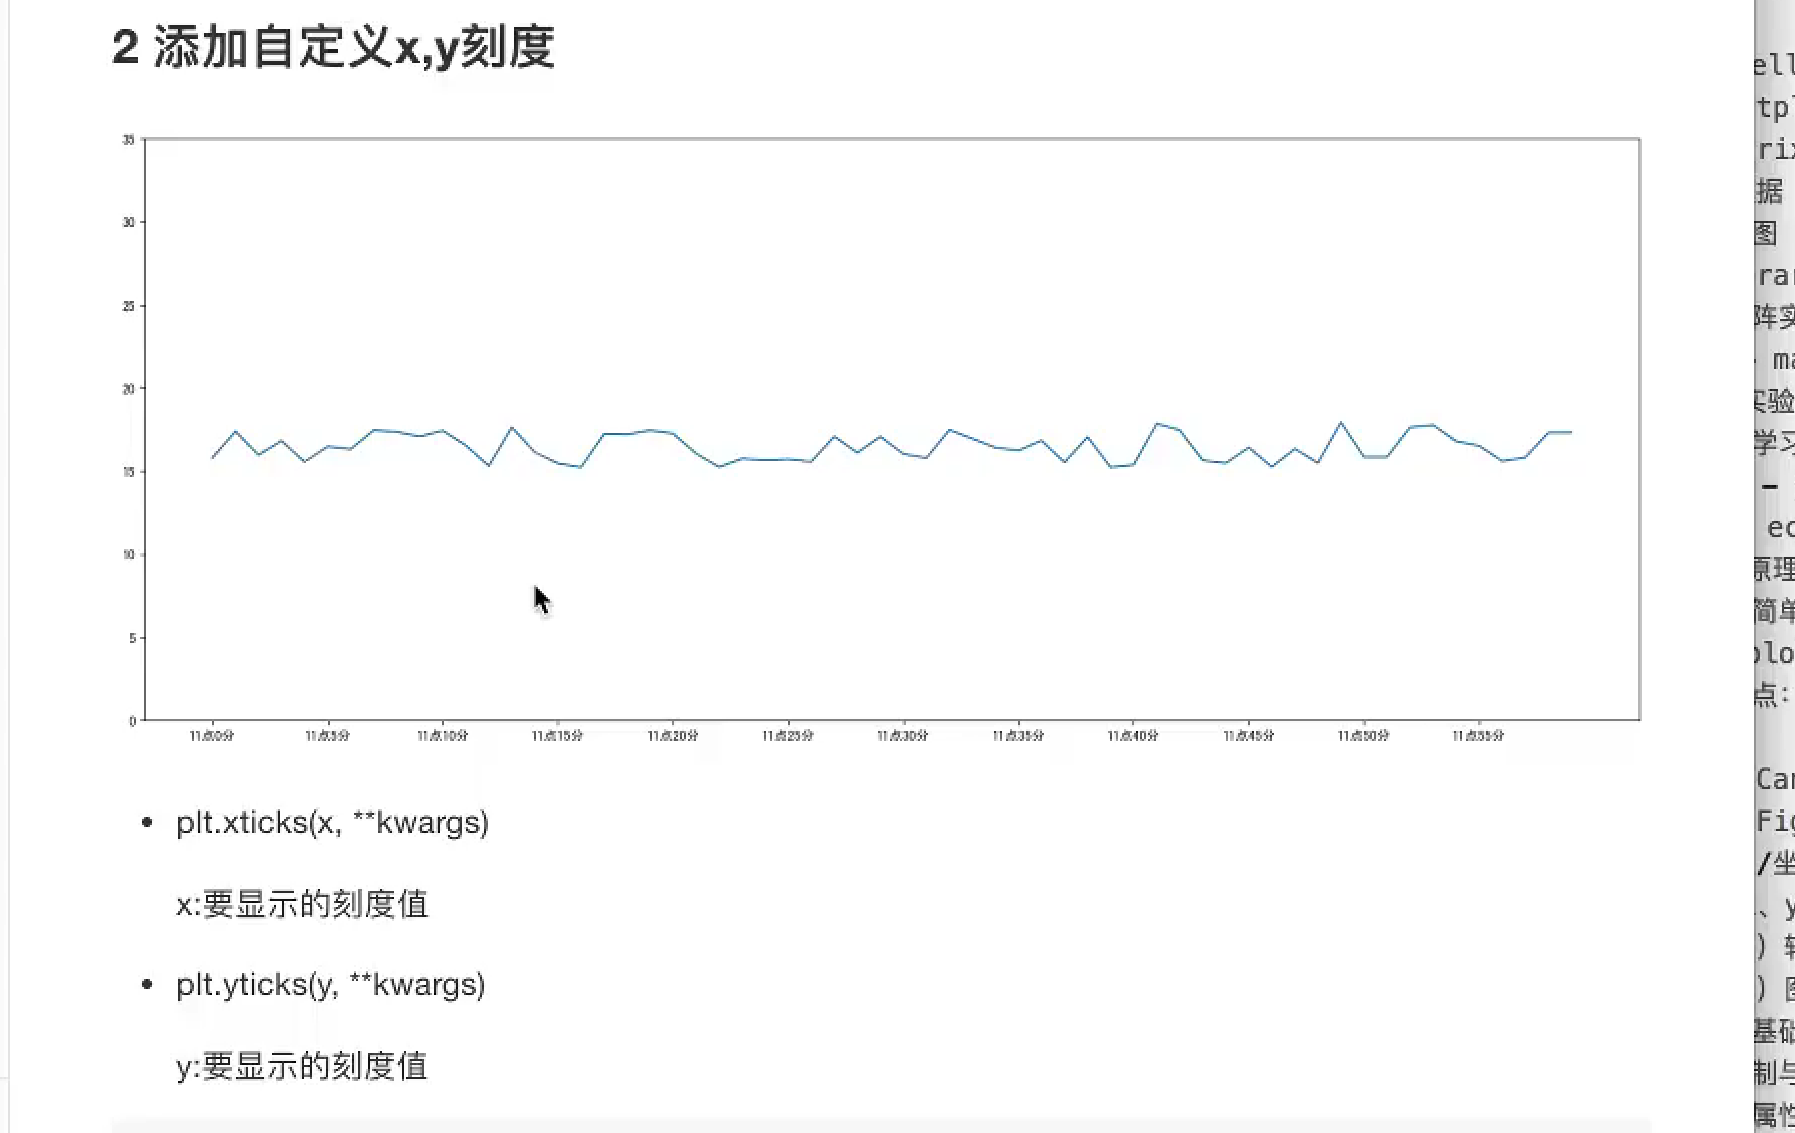 2 添加自定义x,y刻度
35
30
25
20
15
10
5
0
11点0分 11点5分 11点10分 11点15分 11点20分 11点25分 11点30分 11点35分 11点40分 11点45分 11点50分 11点55分
• plt.xticks(x, **kwargs)
x:要显示的刻度值
• plt.yticks(y, **kwargs)
y:要显示的刻度值
ell
tpl
rix
据
图
rar
阵实
ma
实验
学习
–
ec
原理
简单
plo
点:
Can
Fig
/坐
、y
) 轴
) 图
基础
制与
属性